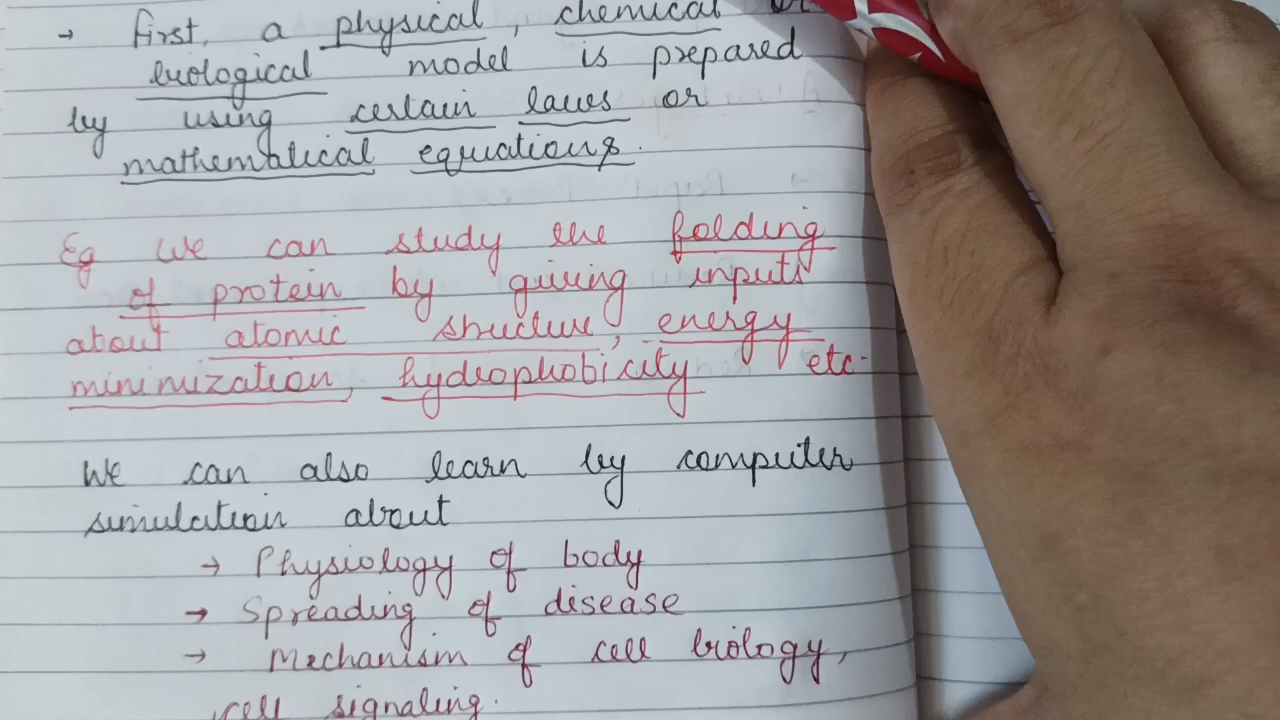 → first, a physical, chemical or
biological model is prepared
by using certain laws or
mathematical equations.
Eg We can study the folding
of protein by giving inputs
about atomic structure, energy
minimization, hydrophobicity etc.
We can also learn by computer
simulation about
→ Physiology of body
→ Spreading of disease
→ Mechanism of cell biology,
cell signaling.